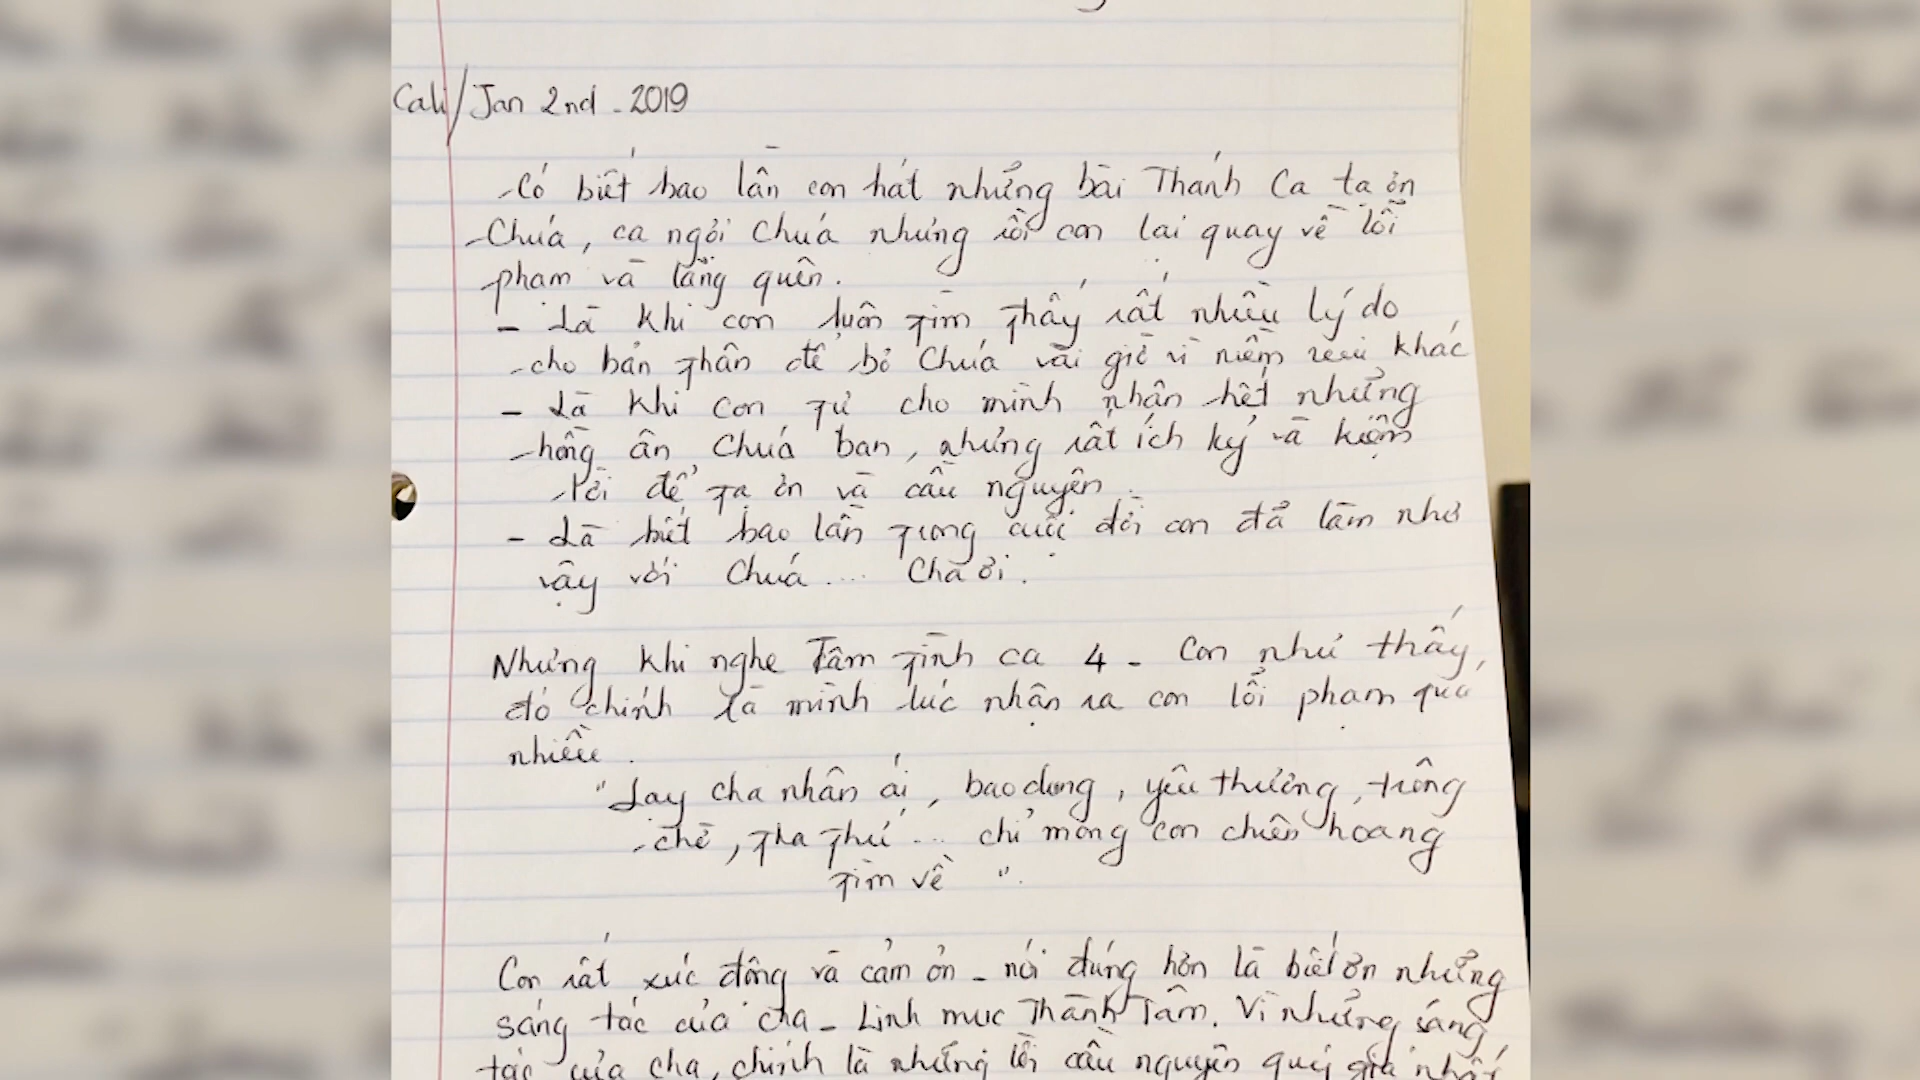 Cali/Jan 2nd - 2019
Có biết bao lần con hát những bài Thánh Ca tạ ơn
Chúa, ca ngợi Chúa nhưng rồi con lại quay về lỗi
phạm và lãng quên.
- Là khi con luôn tìm thấy rất nhiều lý do
cho bản thân để bỏ Chúa vài giờ vì niềm vui khác
- Là khi con tự cho mình nhận hết những
hồng ân Chúa ban, nhưng rất ích kỷ và kiệm
lời để tạ ơn và cầu nguyện.
- Là biết bao lần trong cuộc đời con đã làm như
vậy với Chúa .... Cha ơi.
Nhưng khi nghe Tâm tình ca 4 - Con như thấy,
đó chính là mình lúc nhận ra con lỗi phạm quá
nhiều.
"Lạy cha nhân ái, bao dung, yêu thương, trông
chờ, tha thứ ... chỉ mong con chiên hoang
tìm về".
Con rất xúc động và cảm ơn - nói đúng hơn là biết ơn những
sáng tác của cha - Linh mục Thành Tâm. Vì những sáng
tác của cha, chính là những lời cầu nguyện quý giá nhất